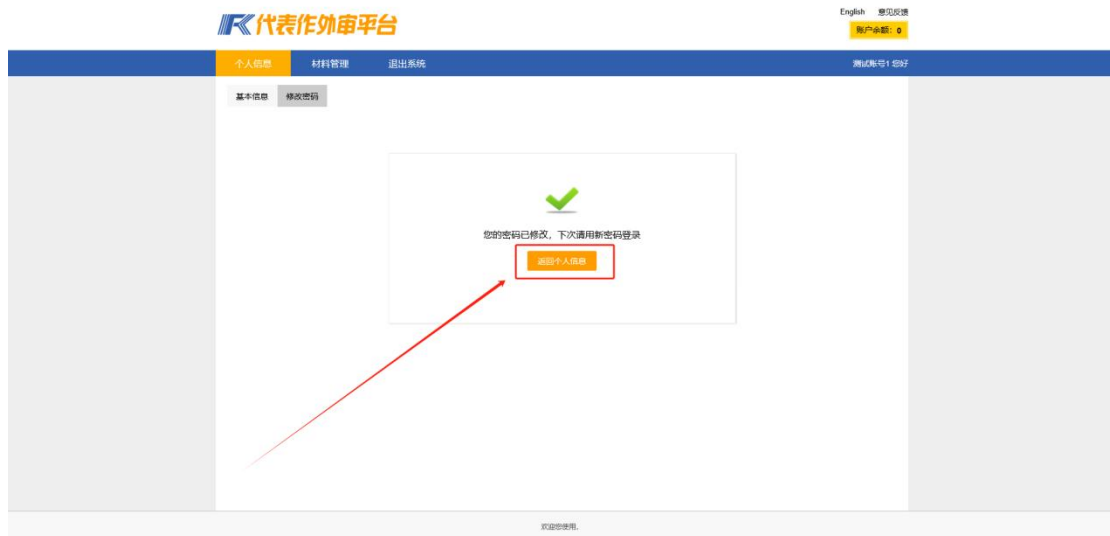 代表作外审平台
English 意见反馈
账户余额：0
个人信息 材料管理 退出系统 测试账号1 您好
基本信息 修改密码
您的密码已修改，下次请用新密码登录
返回个人信息
欢迎您使用。